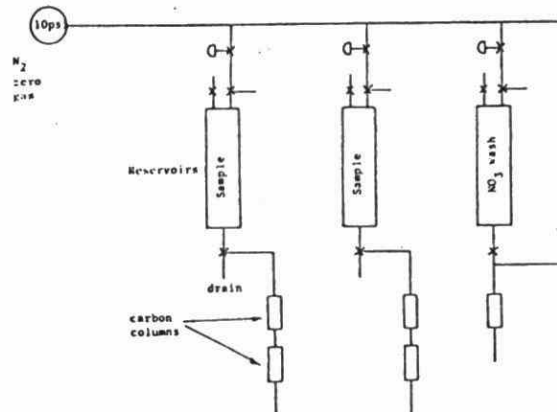 10ps
N2
zero
gas
Reservoirs
Sample
Sample
NO3 wash
drain
carbon
columns